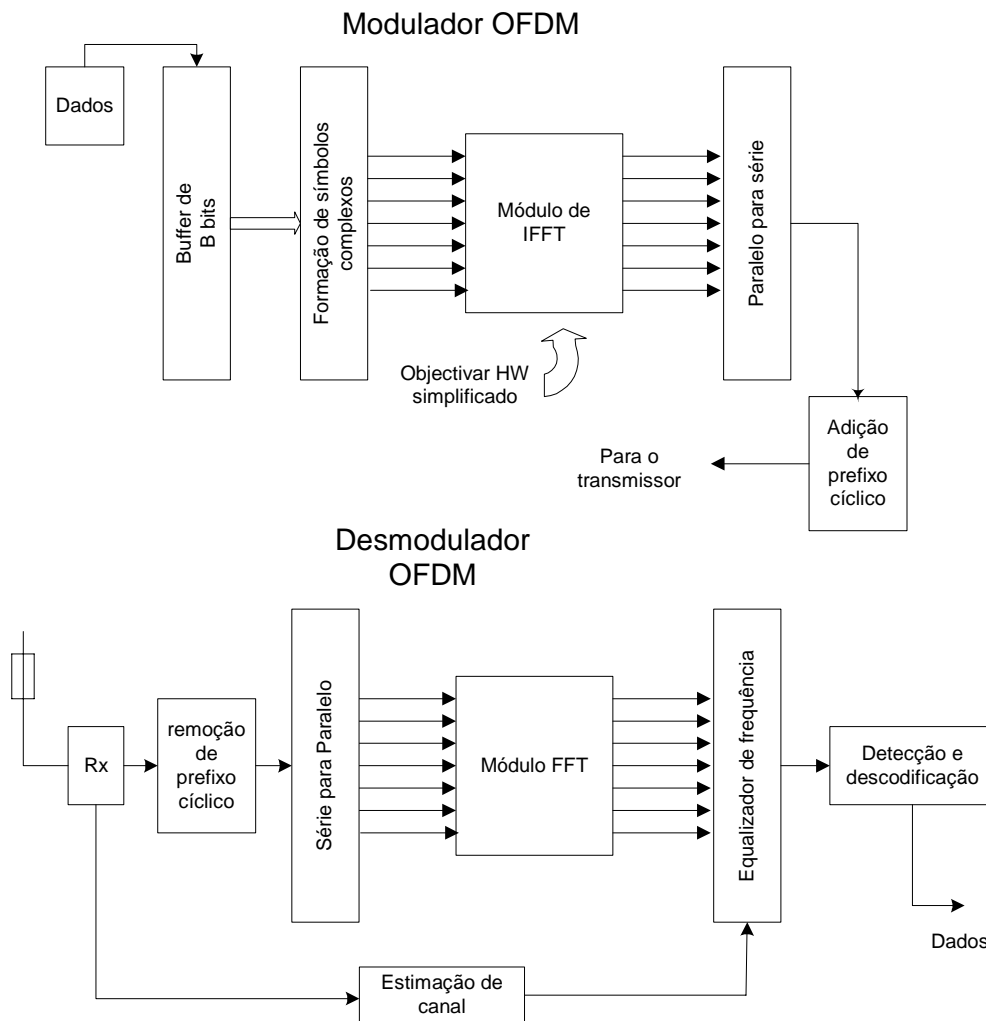 Modulador OFDM
Dados
Buffer de
B bits
Formação de símbolos
complexos
Módulo de
IFFT
Paralelo para série
Objectivar HW
simplificado
Adição
de
prefixo
cíclico
Para o
transmissor
Desmodulador
OFDM
Rx
remoção
de
prefixo
cíclico
Série para Paralelo
Módulo FFT
Equalizador de frequência
Detecção e
descodificação
Dados
Estimação de
canal